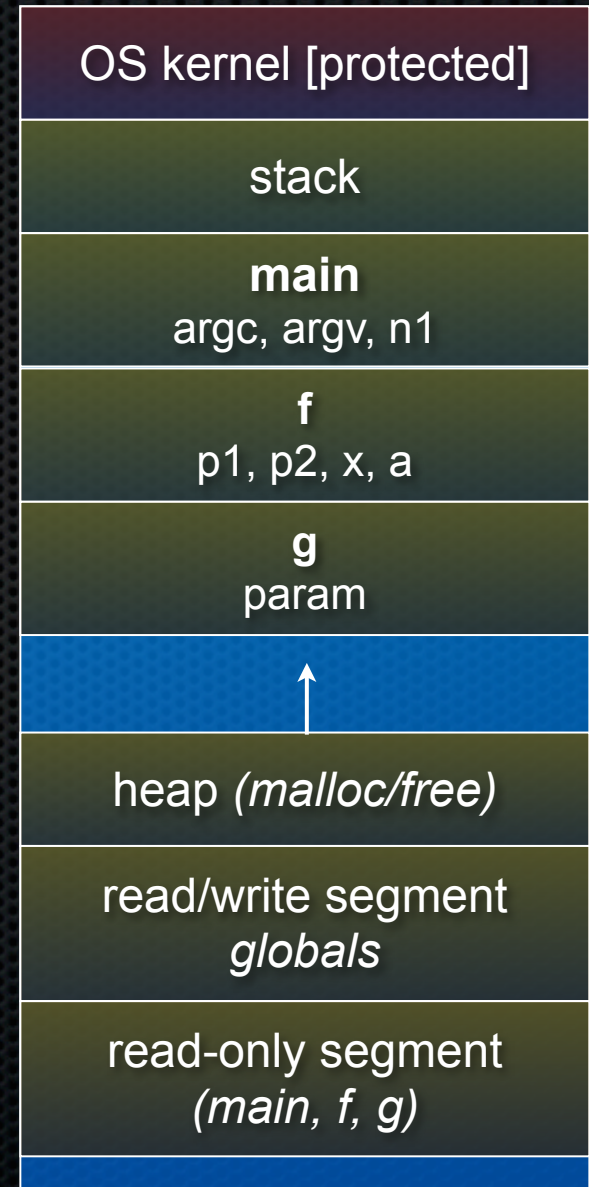 OS kernel [protected]
stack
main
argc, argv, n1
f
p1, p2, x, a
g
param
heap (malloc/free)
read/write segment
globals
read-only segment
(main, f, g)